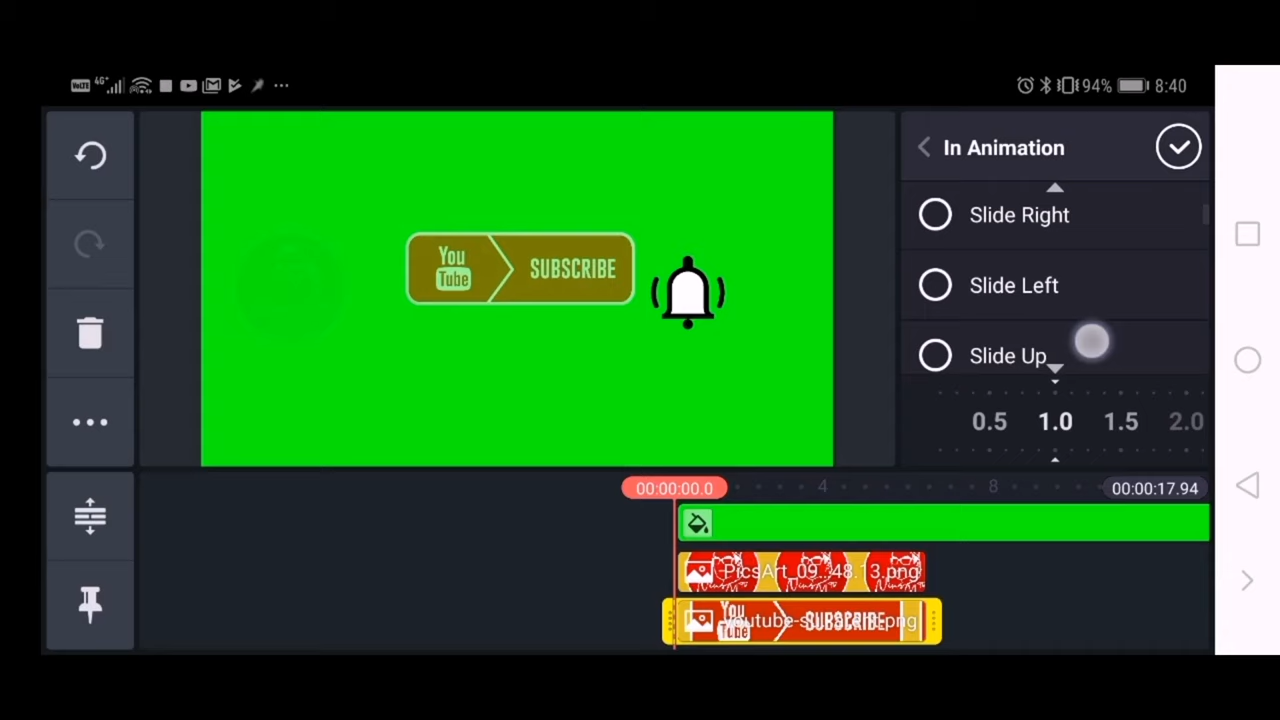 VoLTE 4G+ 94% 8:40
In Animation
You
Tube
SUBSCRIBE
Slide Right
Slide Left
Slide Up
0.5 1.0 1.5 2.0
00:00:00.0 4 8 00:00:17.94
PicsArt_09...48.13.png
You
Tube
SUBSCRIBE